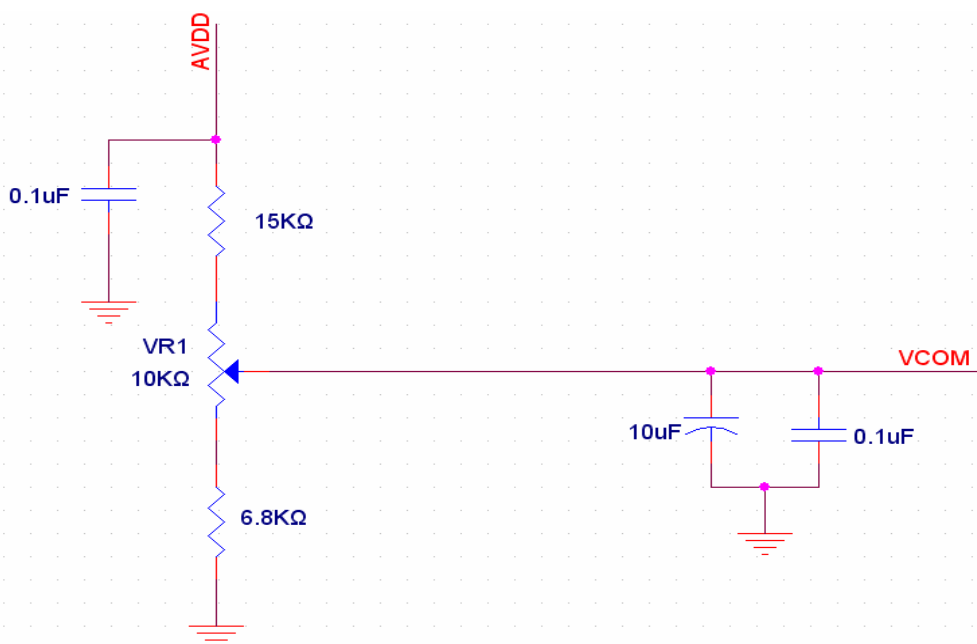 AVDD
0.1uF
15KΩ
VR1
10KΩ
VCOM
10uF
0.1uF
6.8KΩ